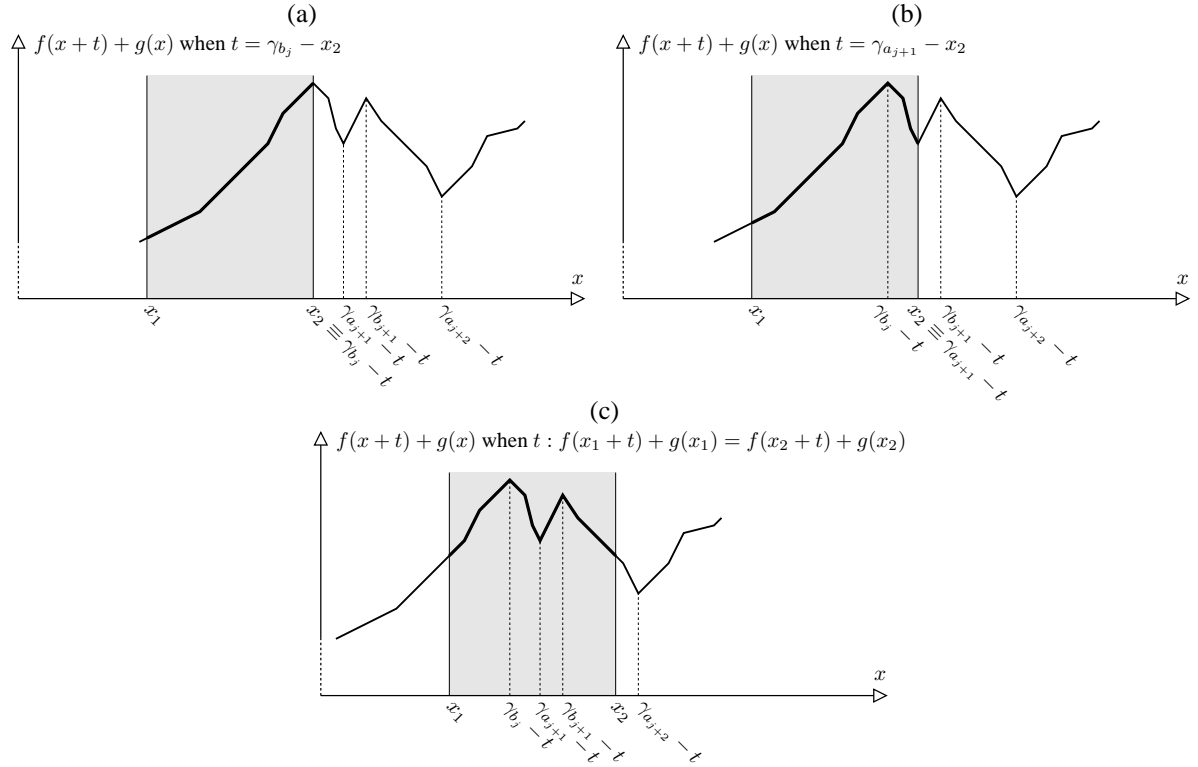 (a)
f(x + t) + g(x) when t = γ_{b_j} − x_2
x
x_1
x_2 ≡ γ_{b_j} − t
γ_{a_{j+1}} − t
γ_{b_{j+1}} − t
γ_{a_{j+2}} − t
(b)
f(x + t) + g(x) when t = γ_{a_{j+1}} − x_2
x
x_1
γ_{b_j} − t
x_2 ≡ γ_{a_{j+1}} − t
γ_{b_{j+1}} − t
γ_{a_{j+2}} − t
(c)
f(x + t) + g(x) when t : f(x_1 + t) + g(x_1) = f(x_2 + t) + g(x_2)
x
x_1
γ_{b_j} − t
γ_{a_{j+1}} − t
γ_{b_{j+1}} − t
x_2
γ_{a_{j+2}} − t